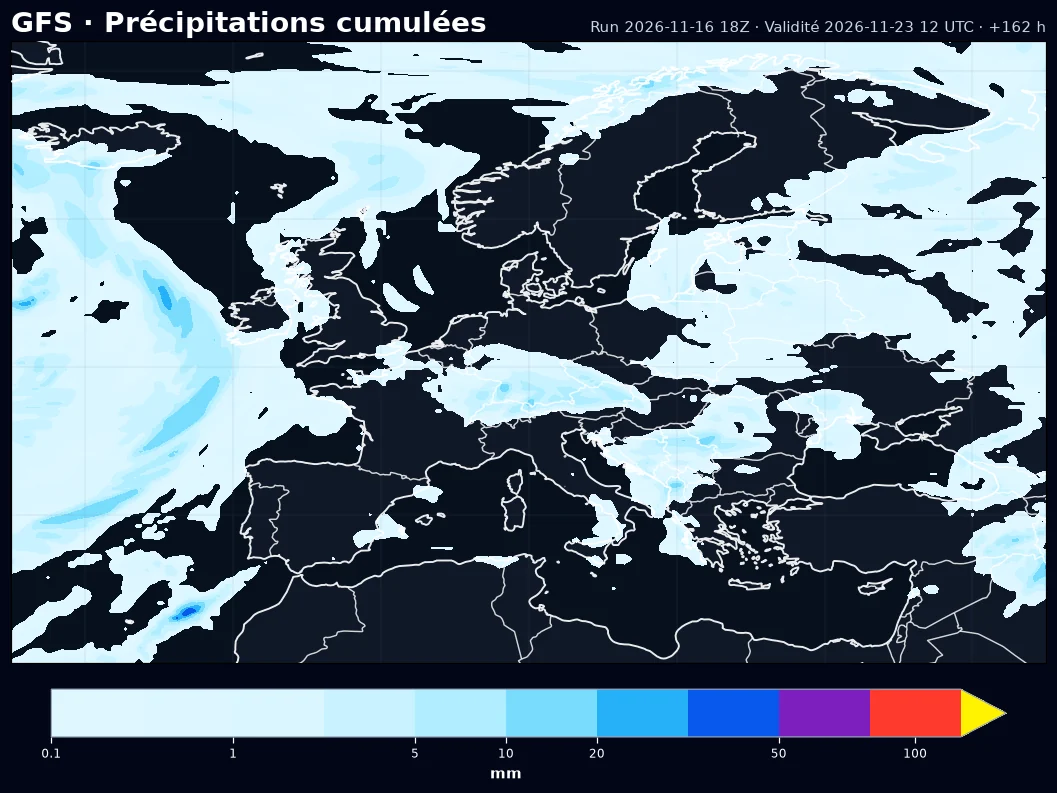 GFS · Précipitations cumulées
Run 2026-11-16 18Z · Validité 2026-11-23 12 UTC · +162 h
0.1 1 5 10 20 50 100
mm